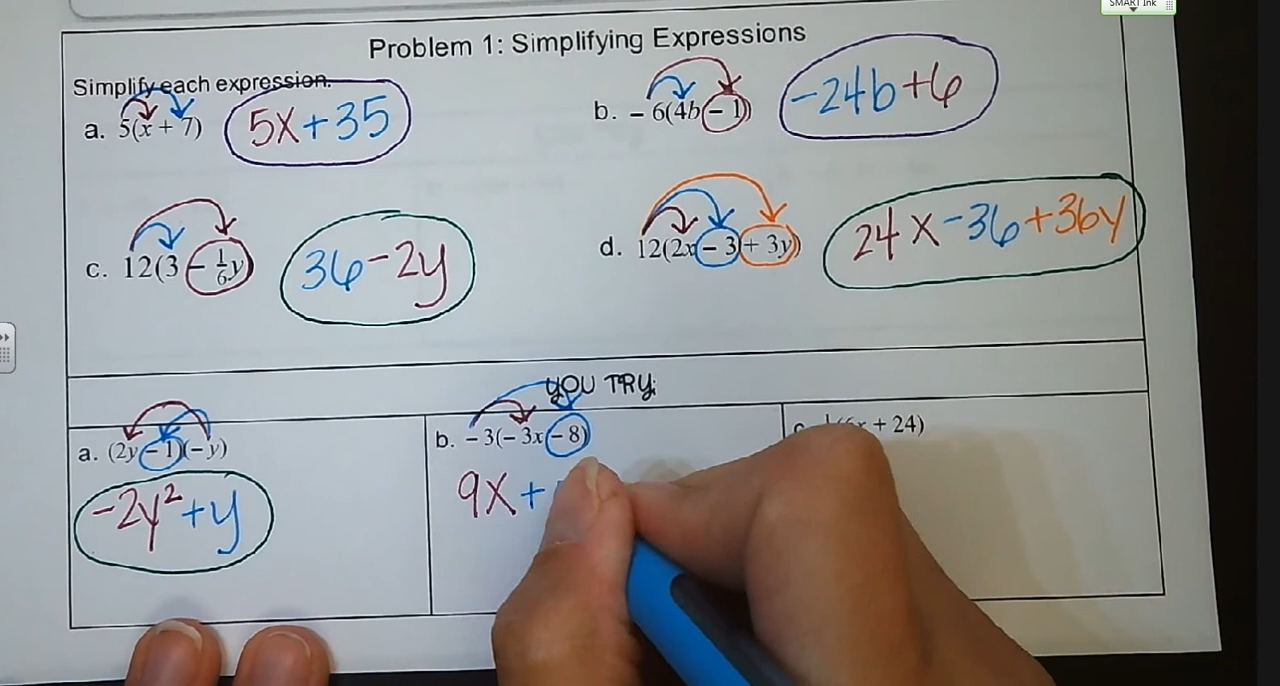 SMART Ink
Problem 1: Simplifying Expressions
Simplify each expression.
a. 5(x + 7) 5x+35
b. – 6(4b – 1) -24b+6
c. 12(3 – 1/6y) 36-2y
d. 12(2x – 3 + 3y) 24x-36+36y
YOU TRY:
a. (2y – 1)(– y)
-2y²+y
b. – 3(– 3x – 8)
9x+
+ 24)